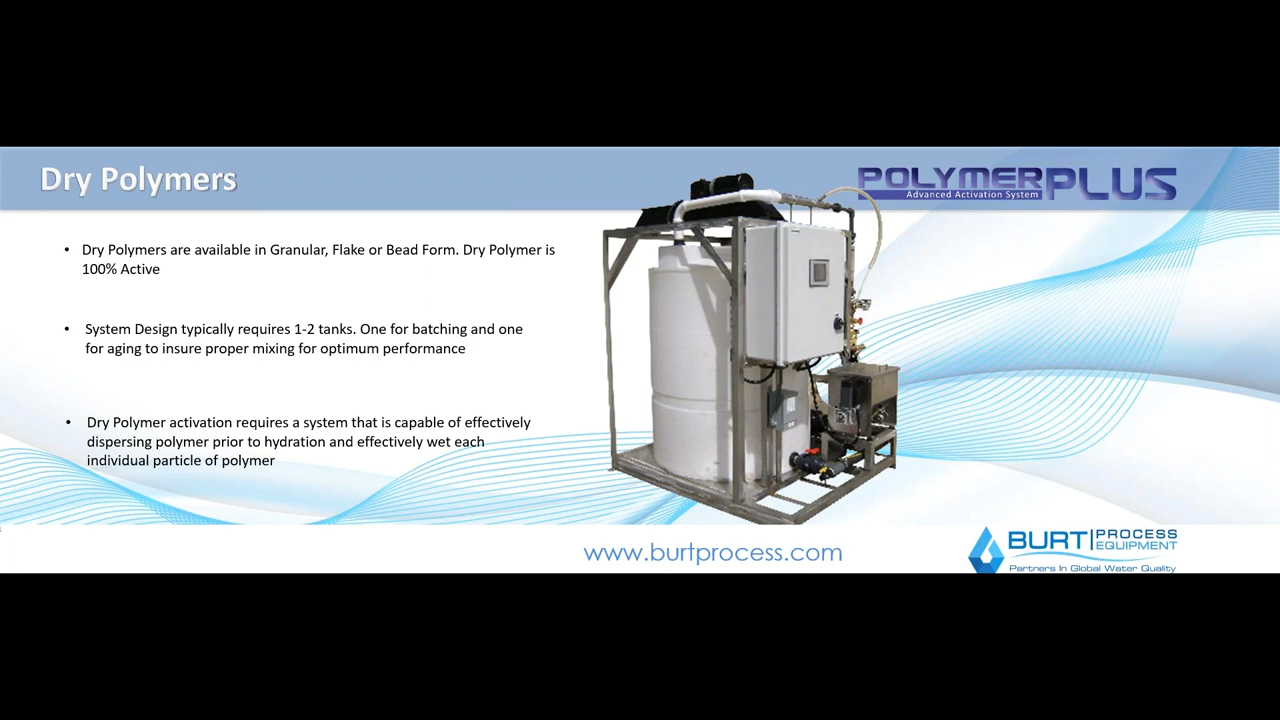 Dry Polymers
POLYMERPLUS
Advanced Activation System
• Dry Polymers are available in Granular, Flake or Bead Form. Dry Polymer is
100% Active
• System Design typically requires 1-2 tanks. One for batching and one
for aging to insure proper mixing for optimum performance
• Dry Polymer activation requires a system that is capable of effectively
dispersing polymer prior to hydration and effectively wet each
individual particle of polymer
www.burtprocess.com
BURT|PROCESS
EQUIPMENT
Partners In Global Water Quality